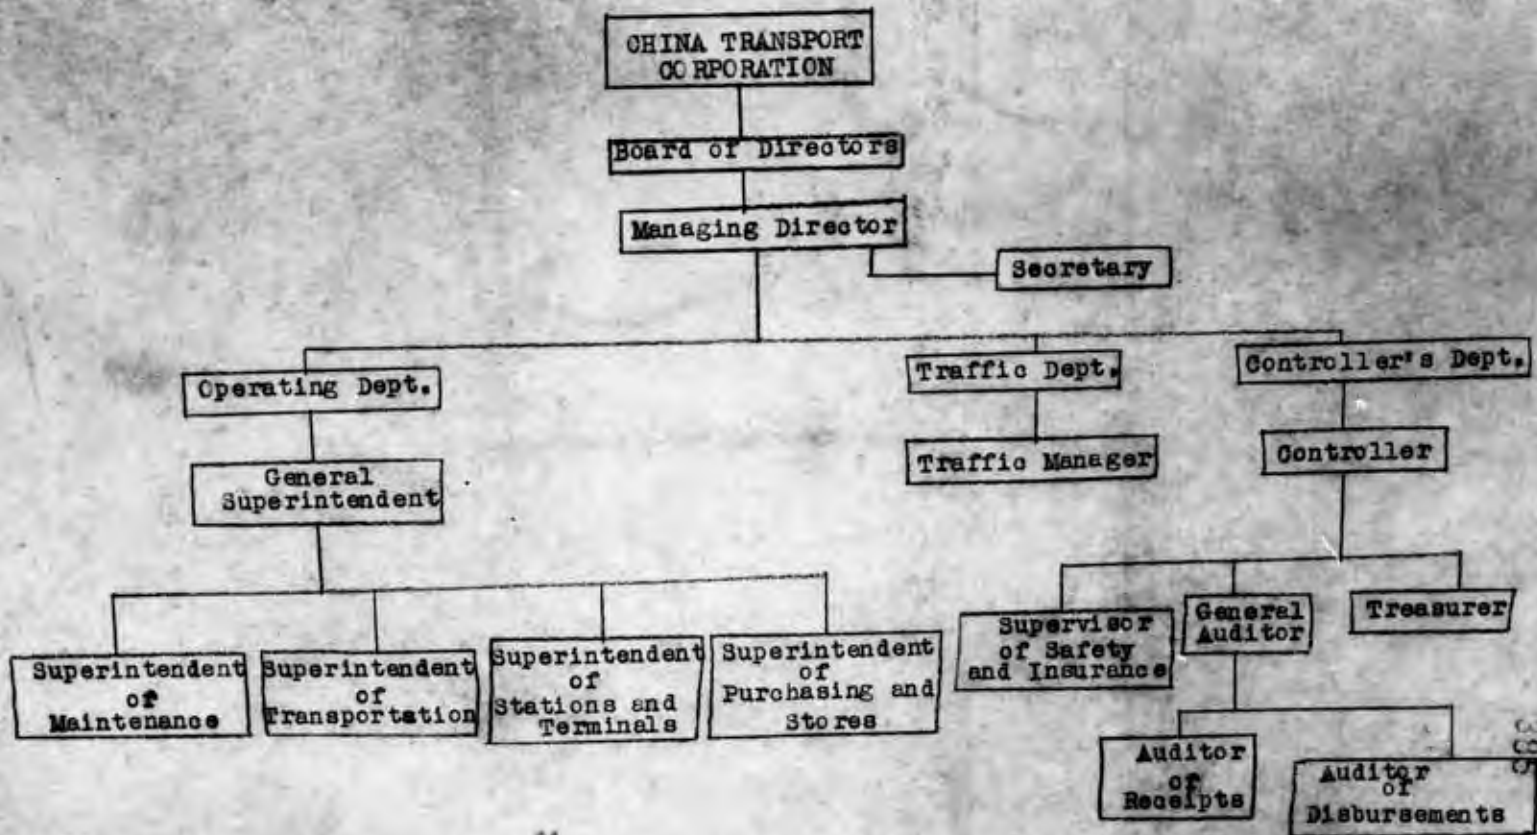 CHINA TRANSPORT
CORPORATION
Board of Directors
Managing Director
Secretary
Operating Dept.
Traffic Dept.
Controller's Dept.
General
Superintendent
Traffic Manager
Controller
Superintendent
of
Maintenance
Superintendent
of
Transportation
Superintendent
of
Stations and
Terminals
Superintendent
of
Purchasing and
Stores
Supervisor
of Safety
and Insurance
General
Auditor
Treasurer
Auditor
of
Receipts
Auditor
of
Disbursements